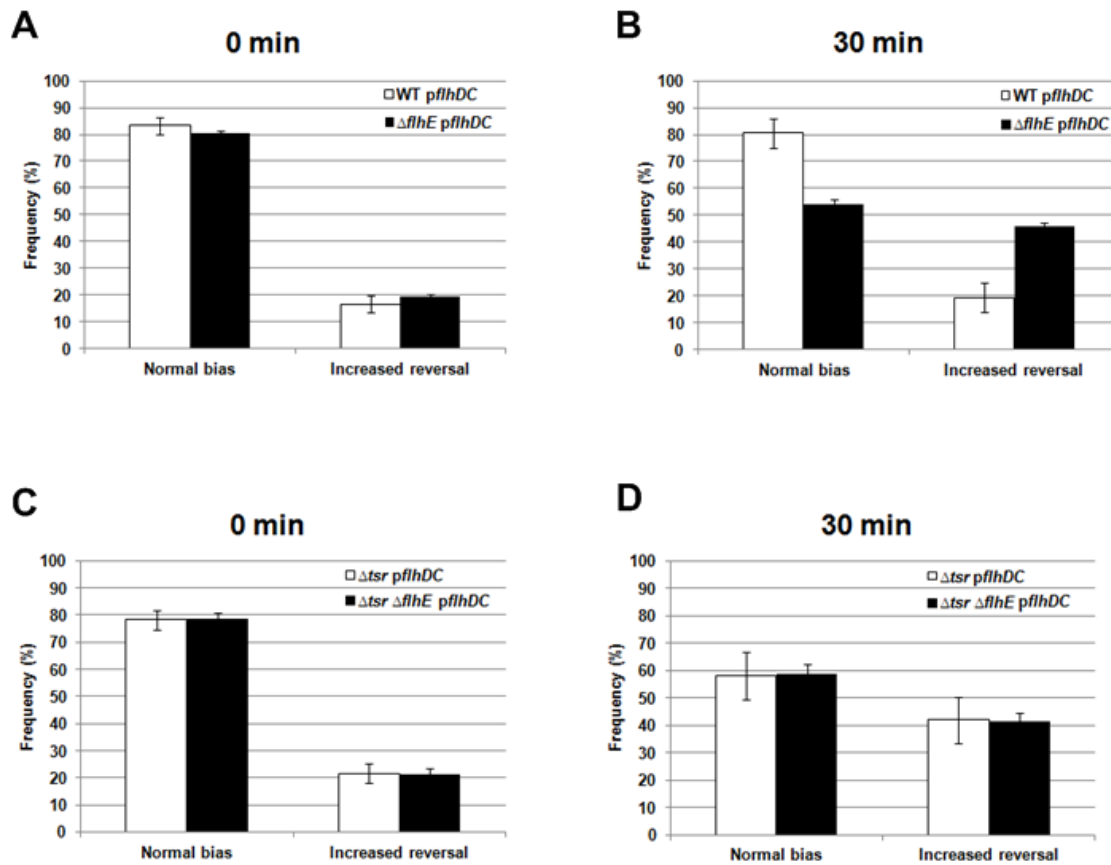 A
0 min
100
90
80
70
60
50
40
30
20
10
0
Frequency (%)
WT pflhDC
ΔflhE pflhDC
Normal bias
Increased reversal
B
30 min
100
90
80
70
60
50
40
30
20
10
0
Frequency (%)
WT pflhDC
ΔflhE pflhDC
Normal bias
Increased reversal
C
0 min
100
90
80
70
60
50
40
30
20
10
0
Frequency (%)
Δtsr pflhDC
Δtsr ΔflhE pflhDC
Normal bias
Increased reversal
D
30 min
100
90
80
70
60
50
40
30
20
10
0
Frequency (%)
Δtsr pflhDC
Δtsr ΔflhE pflhDC
Normal bias
Increased reversal